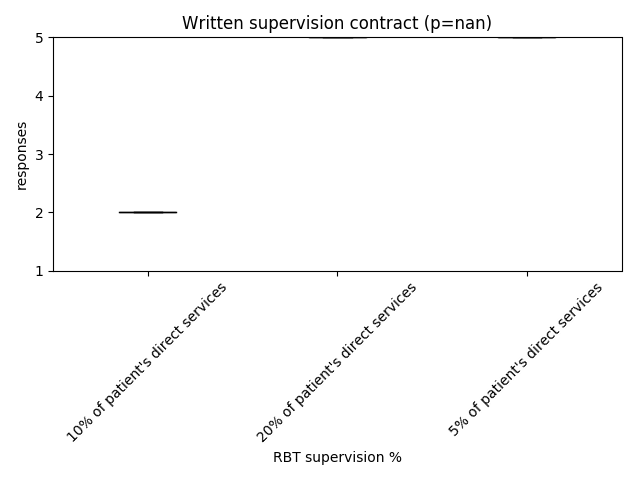 Written supervision contract (p=nan)
5
4
3
2
1
responses
10% of patient's direct services
20% of patient's direct services
5% of patient's direct services
RBT supervision %